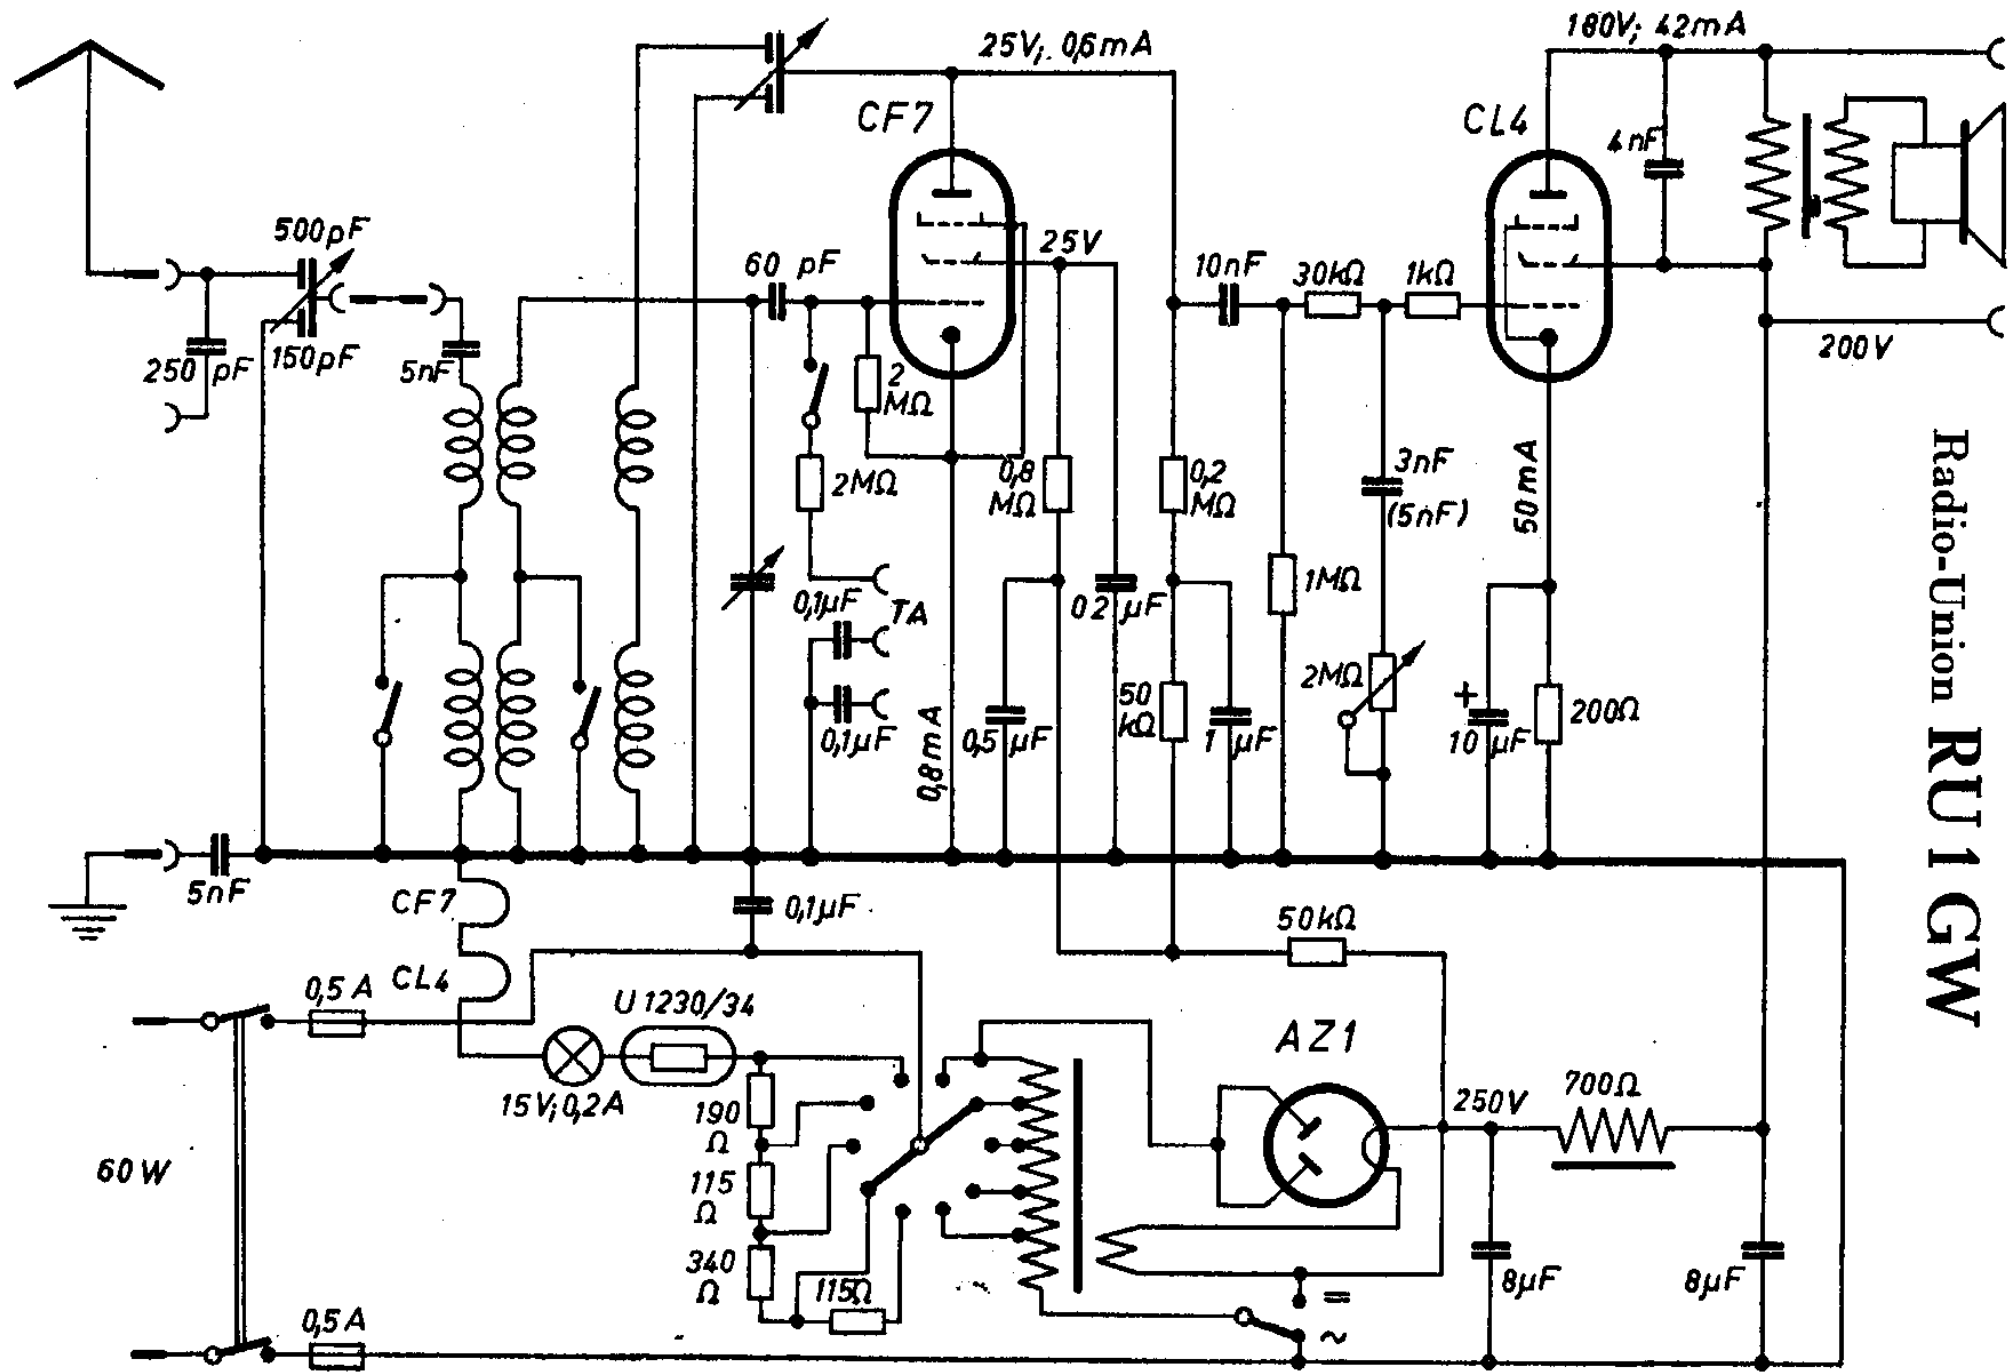 180V; 42mA
25V; 0,6mA
CF7
CL4
4nF
500pF
25V
60 pF
10nF
30kΩ
1kΩ
250 pF
150pF
5nF
200V
2
MΩ
2MΩ
0,8
MΩ
0,2
MΩ
3nF
(5nF)
50mA
0,1µF
TA
0 2 µF
1MΩ
2MΩ
0,1µF
0,8mA
0,5 µF
50
kΩ
1 µF
+
10 µF
200Ω
Radio-Union RU 1 GW
5nF
CF7
0,1µF
50kΩ
CL4
0,5 A
U 1230/34
AZ1
15V; 0,2A
190
Ω
250V
700Ω
60W
115
Ω
340
Ω
115Ω
8µF
8µF
=
~
0,5 A